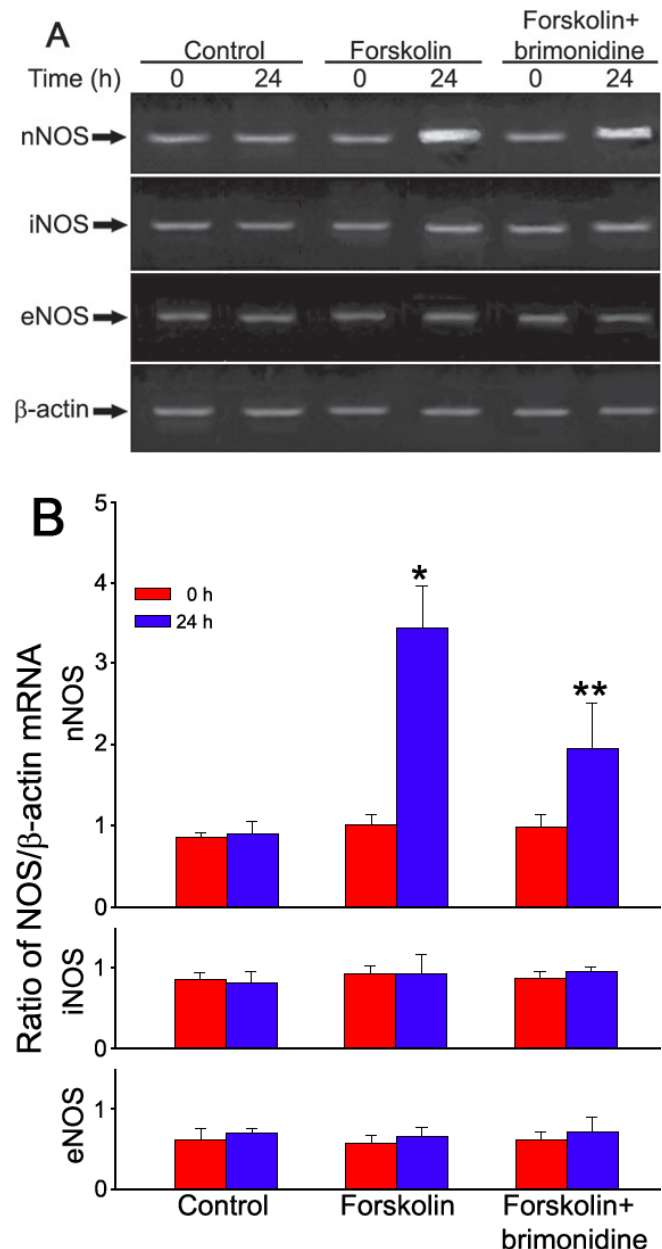 A
Control
Forskolin
Forskolin+
brimonidine
Time (h)
0
24
0
24
0
24
nNOS
iNOS
eNOS
β-actin
B
Ratio of NOS/β-actin mRNA
nNOS
5
4
3
2
1
0
0 h
24 h
*
**
iNOS
1
0
eNOS
1
0
Control
Forskolin
Forskolin+
brimonidine